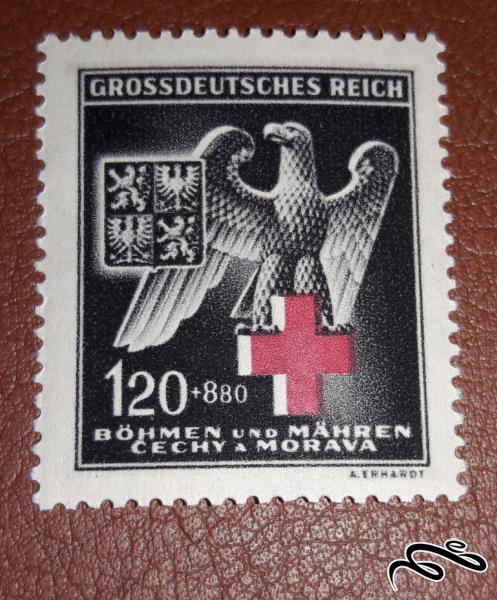 GROSSDEUTSCHES REICH
120+880
BÖHMEN UND MÄHREN
ČECHY A MORAVA
A. ERHARDT